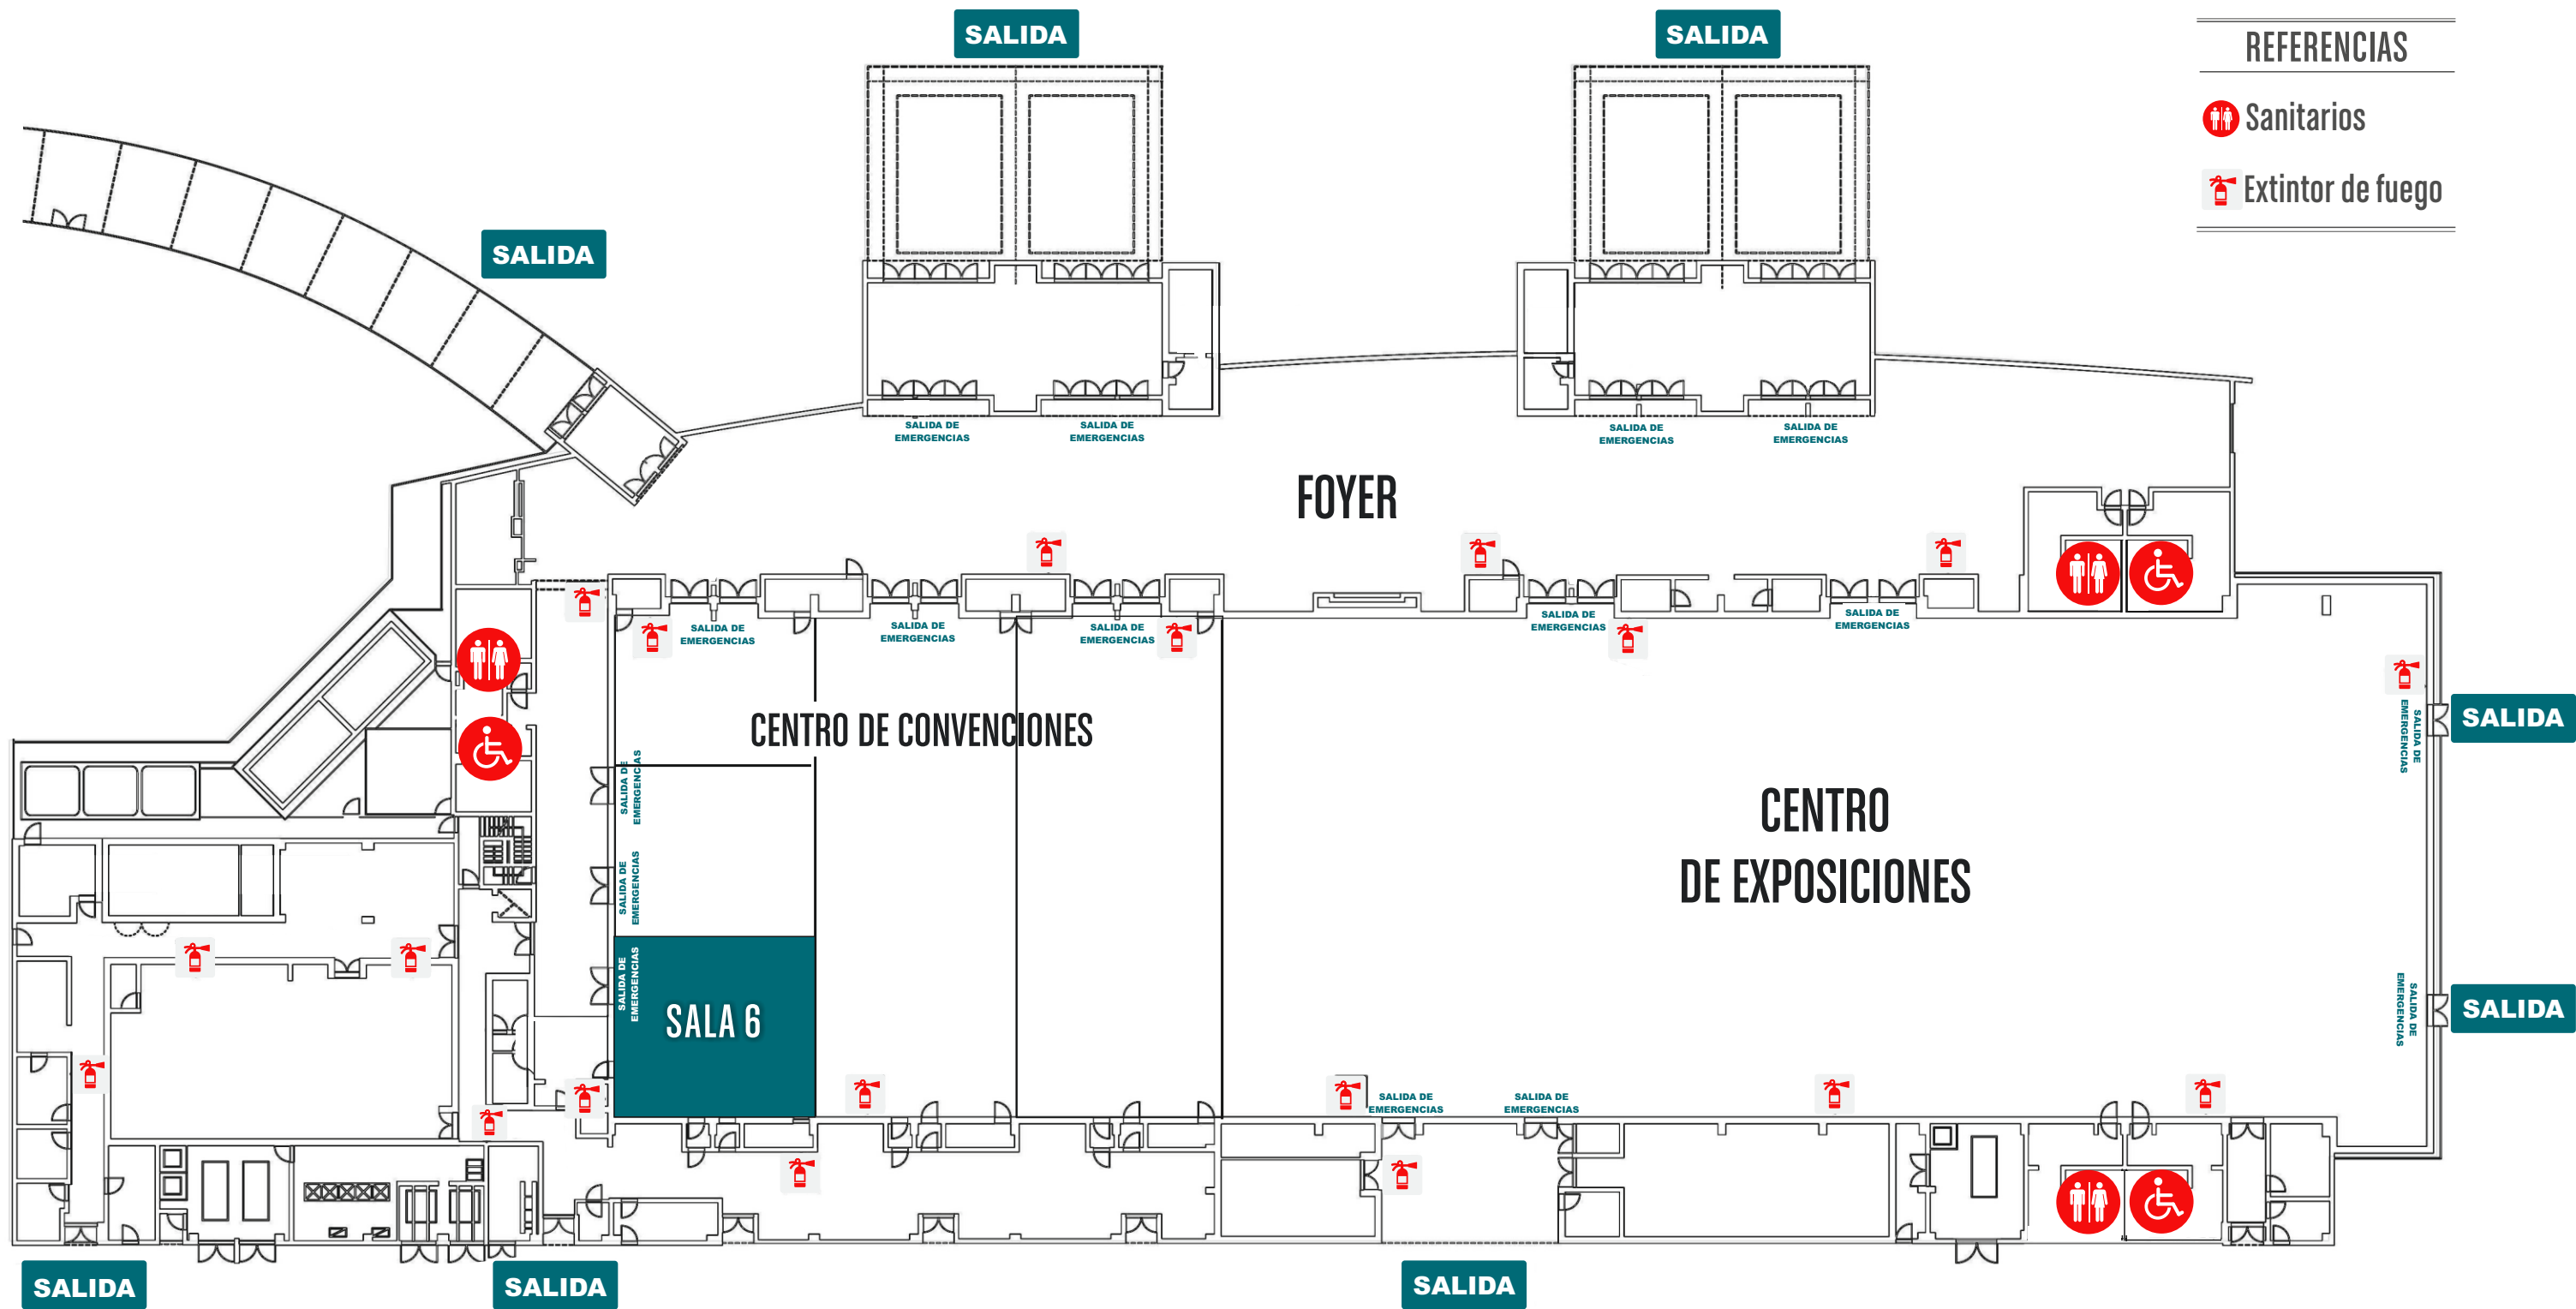 SALIDA
SALIDA
REFERENCIAS
Sanitarios
Extintor de fuego
SALIDA
SALIDA DE
EMERGENCIAS
SALIDA DE
EMERGENCIAS
SALIDA DE
EMERGENCIAS
SALIDA DE
EMERGENCIAS
FOYER
SALIDA DE
EMERGENCIAS
SALIDA DE
EMERGENCIAS
SALIDA DE
EMERGENCIAS
SALIDA DE
EMERGENCIAS
SALIDA DE
EMERGENCIAS
CENTRO DE CONVENCIONES
SALIDA DE
EMERGENCIAS
SALIDA
SALIDA DE
EMERGENCIAS
CENTRO
DE EXPOSICIONES
SALIDA DE
EMERGENCIAS
SALIDA DE
EMERGENCIAS
SALA 6
SALIDA DE
EMERGENCIAS
SALIDA
SALIDA DE
EMERGENCIAS
SALIDA DE
EMERGENCIAS
SALIDA
SALIDA
SALIDA